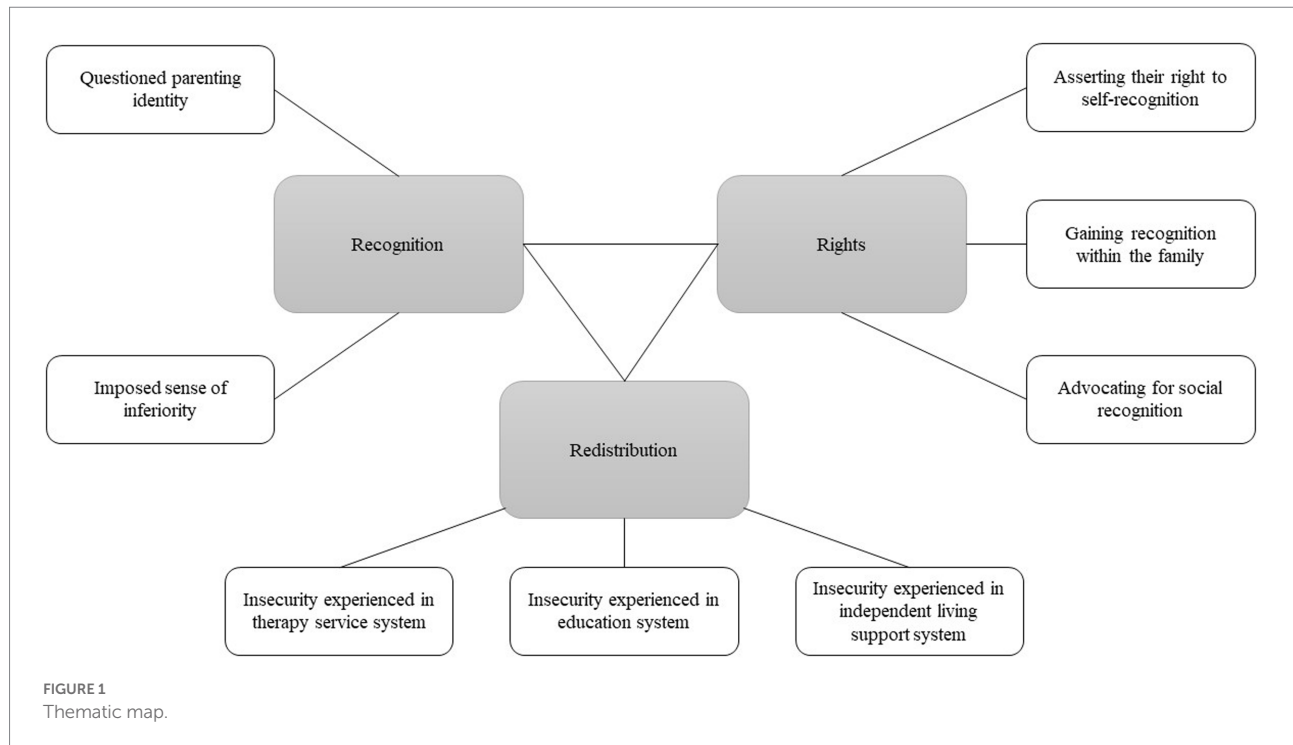 Questioned parenting
identity
Asserting their right to
self-recognition
Recognition
Rights
Gaining recognition
within the family
Imposed sense of
inferiority
Advocating for social
recognition
Redistribution
Insecurity experienced in
therapy service system
Insecurity experienced in
education system
Insecurity experienced in
independent living
support system
FIGURE 1
Thematic map.